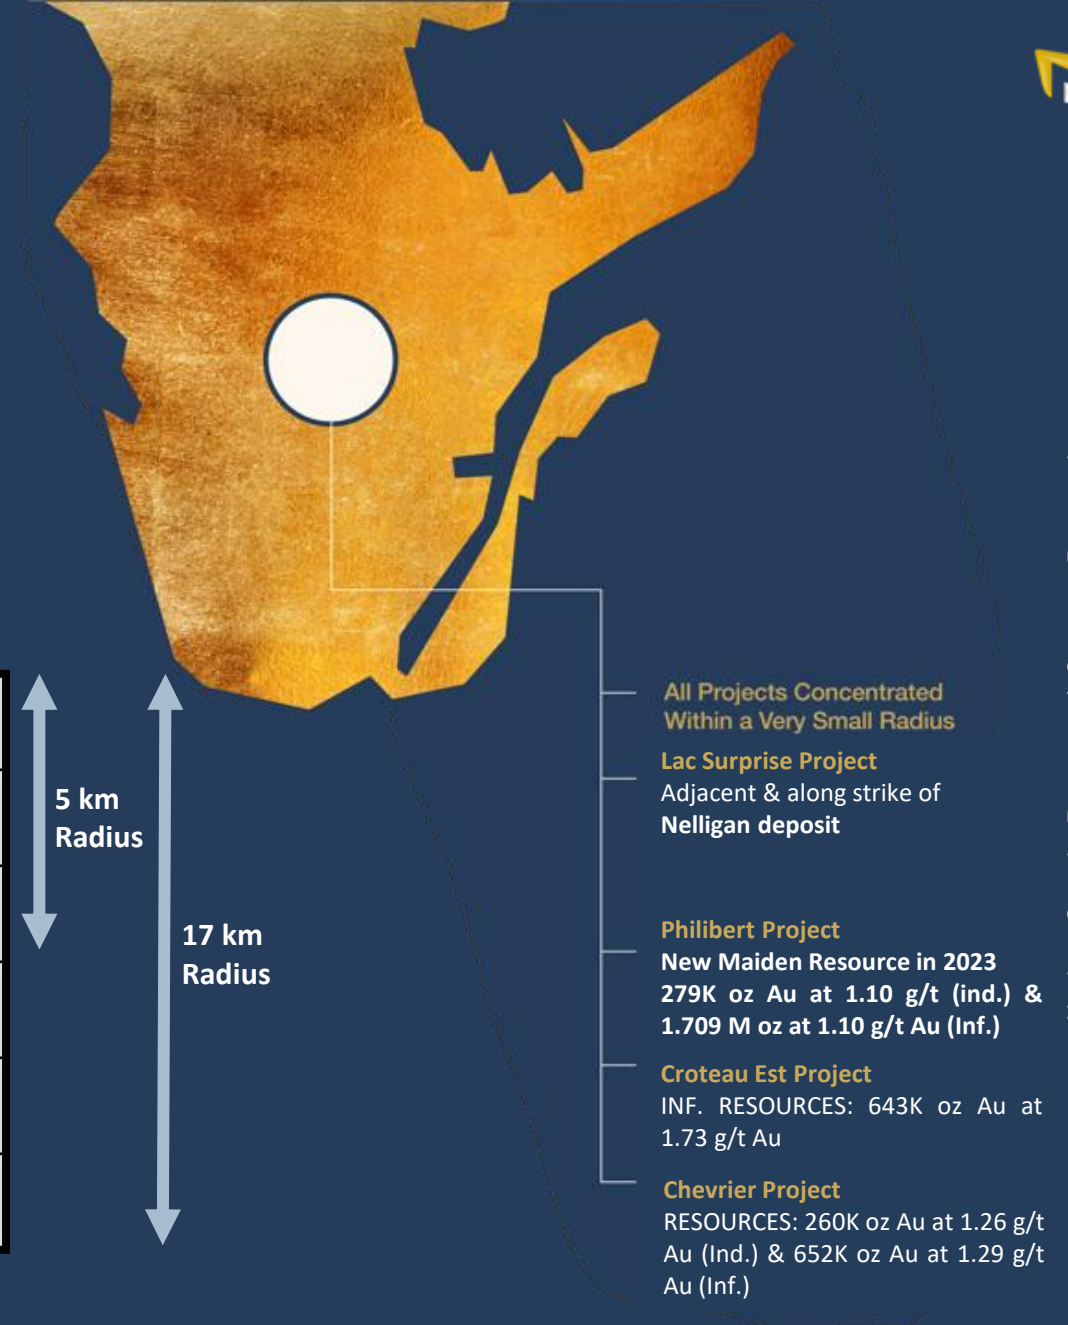 5 km
Radius
17 km
Radius
All Projects Concentrated
Within a Very Small Radius
Lac Surprise Project
Adjacent & along strike of
Nelligan deposit
Philibert Project
New Maiden Resource in 2023
279K oz Au at 1.10 g/t (ind.) &
1.709 M oz at 1.10 g/t Au (Inf.)
Croteau Est Project
INF. RESOURCES: 643K oz Au at
1.73 g/t Au
Chevrier Project
RESOURCES: 260K oz Au at 1.26 g/t
Au (Ind.) & 652K oz Au at 1.29 g/t
Au (Inf.)